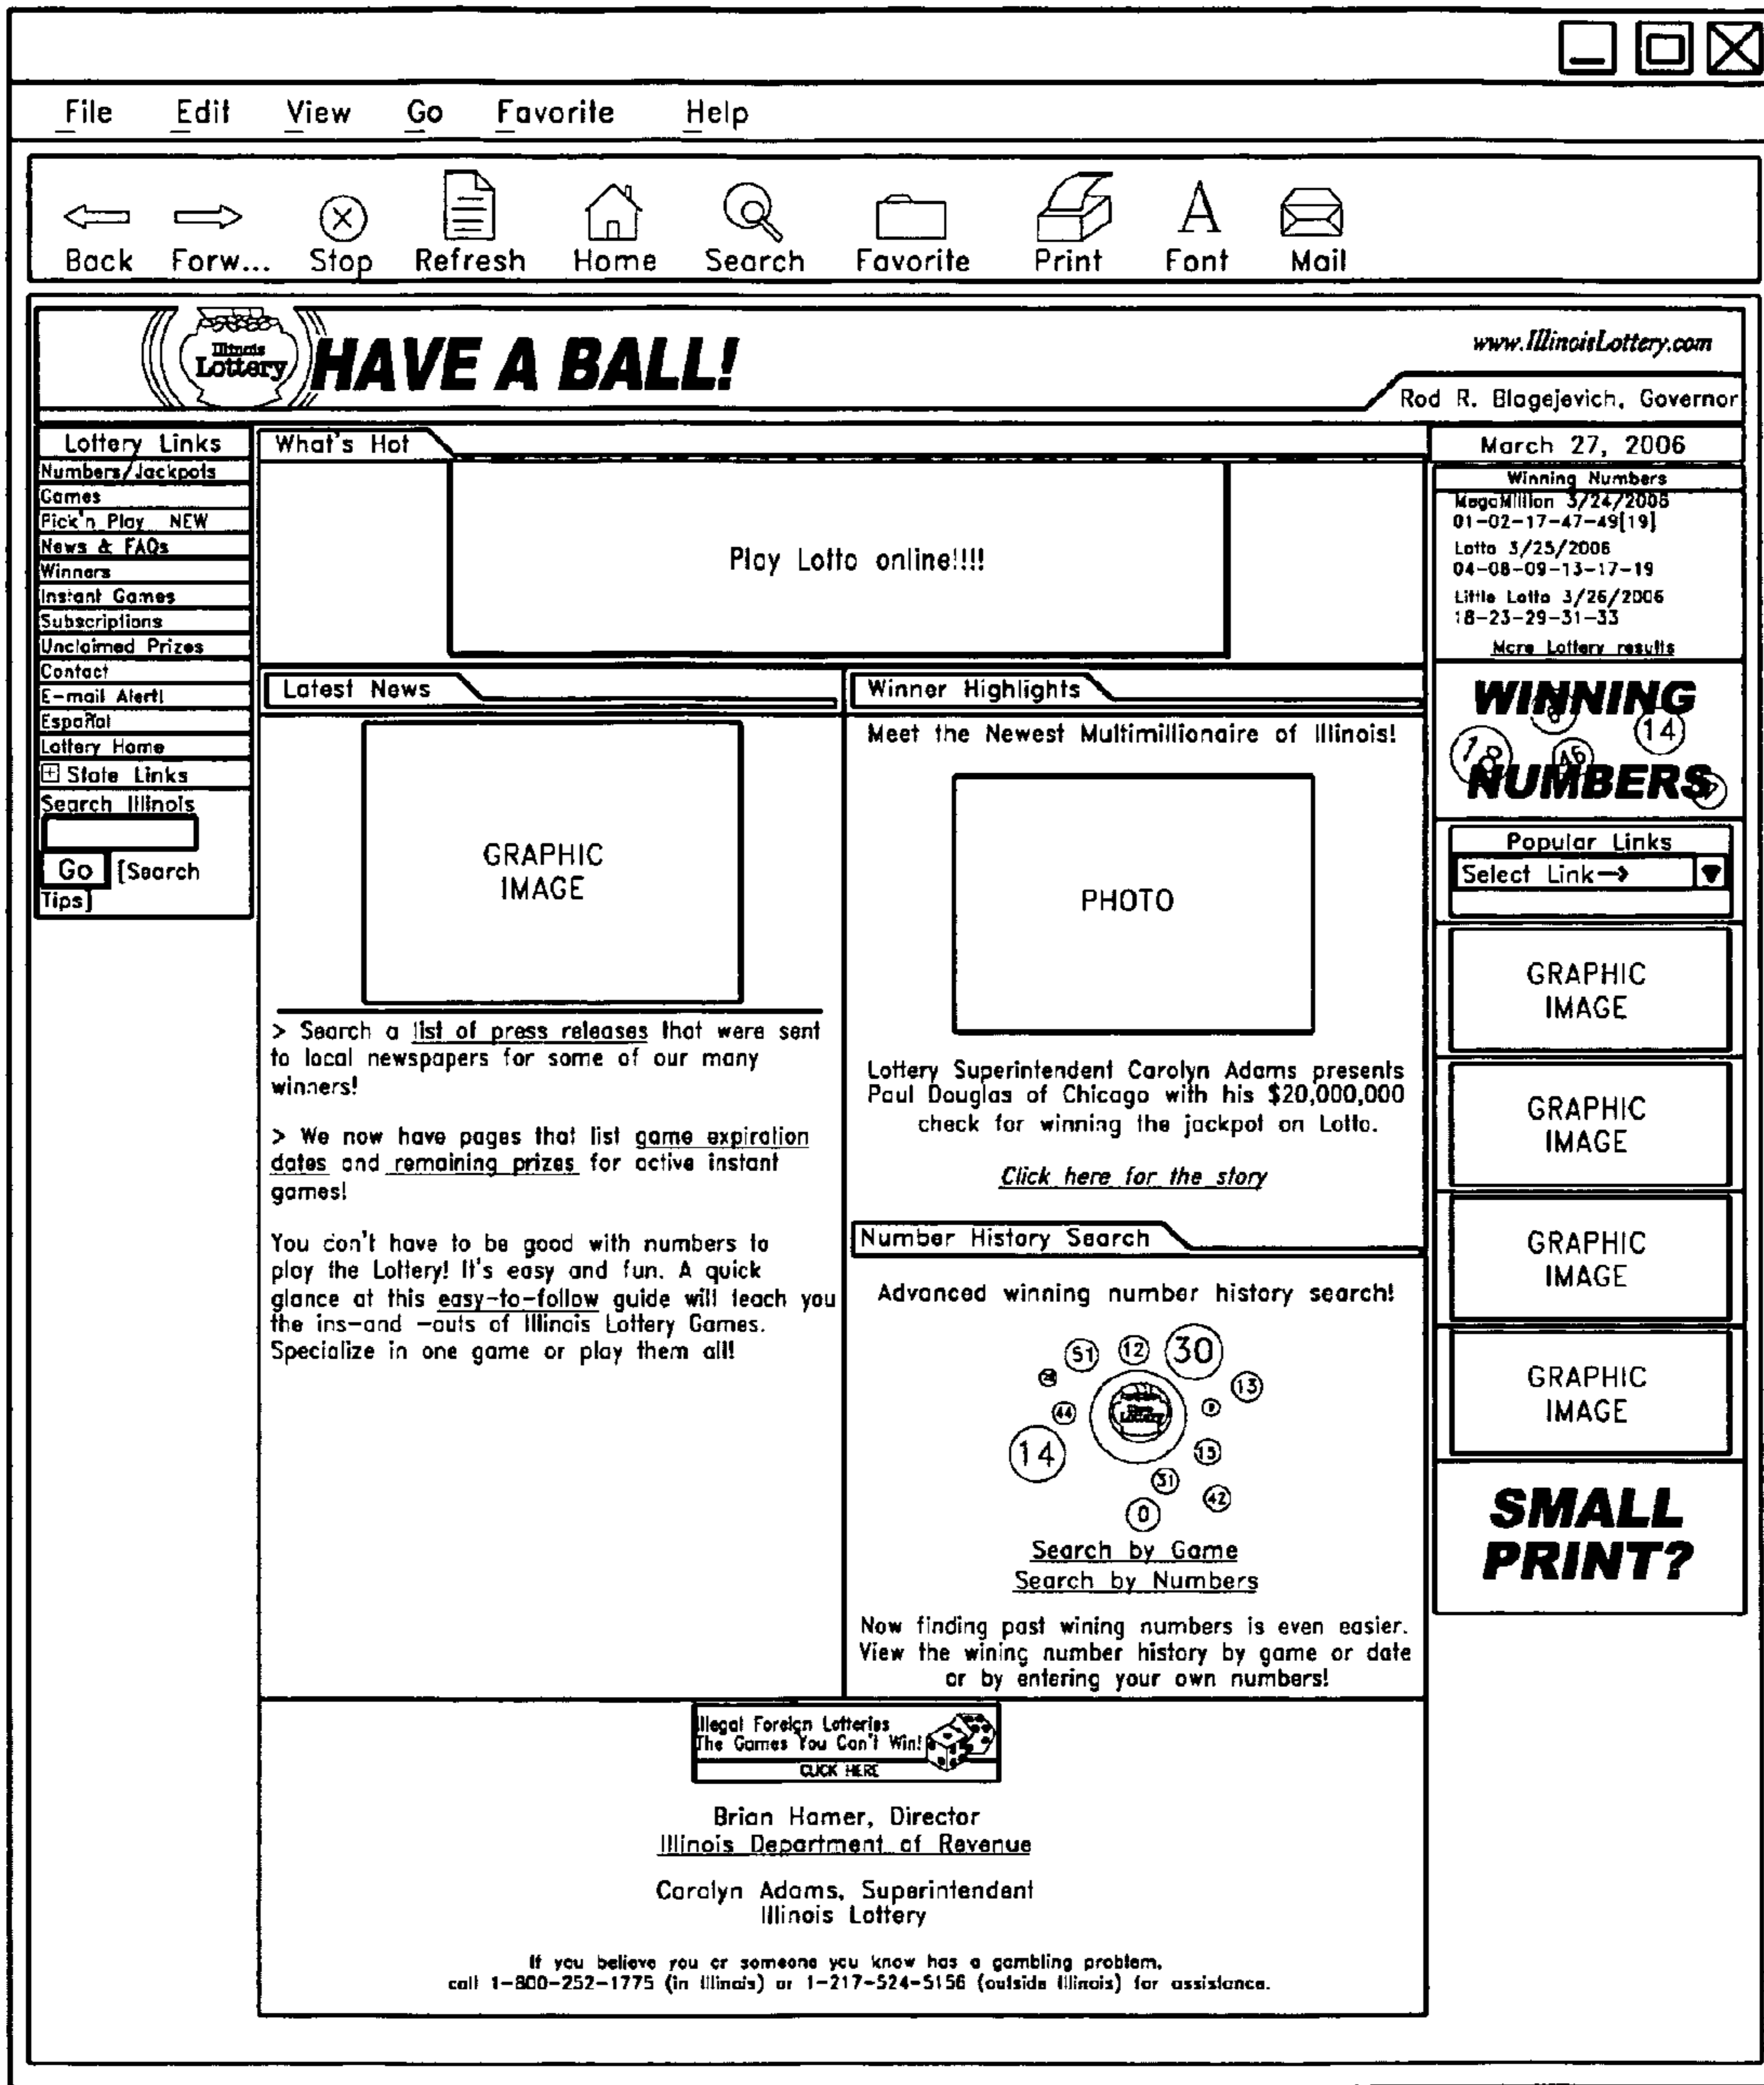 File Edit View Go Favorite Help
Back Forw... Stop Refresh Home Search Favorite Print Font Mail
Illinois
Lottery
HAVE A BALL!
www.IllinoisLottery.com
Rod R. Blagejevich, Governor
Lottery Links
Numbers/Jackpots
Games
Pick'n Play NEW
News & FAQs
Winners
Instant Games
Subscriptions
Unclaimed Prizes
Contact
E-mail Alert!
Español
Lottery Home
State Links
Search Illinois
Go [Search
Tips]
What's Hot
Play Lotto online!!!!
Latest News
GRAPHIC
IMAGE
> Search a list of press releases that were sent
to local newspapers for some of our many
winners!
> We now have pages that list game expiration
dates and remaining prizes for active instant
games!
You don't have to be good with numbers to
play the Lottery! It's easy and fun. A quick
glance at this easy-to-follow guide will teach you
the ins-and -outs of Illinois Lottery Games.
Specialize in one game or play them all!
Winner Highlights
Meet the Newest Multimillionaire of Illinois!
PHOTO
Lottery Superintendent Carolyn Adams presents
Paul Douglas of Chicago with his $20,000,000
check for winning the jackpot on Lotto.
Click here for the story
Number History Search
Advanced winning number history search!
51 12 30
13
44
14
15
31
42
0
Search by Game
Search by Numbers
Now finding past wining numbers is even easier.
View the wining number history by game or date
or by entering your own numbers!
March 27, 2006
Winning Numbers
MegaMillion 3/24/2006
01-02-17-47-49[19]
Lotto 3/25/2006
04-08-09-13-17-19
Little Lotto 3/26/2006
18-23-29-31-33
More Lottery results
WINNING
14
46
NUMBERS
Popular Links
Select Link→
GRAPHIC
IMAGE
GRAPHIC
IMAGE
GRAPHIC
IMAGE
GRAPHIC
IMAGE
SMALL
PRINT?
Illegal Foreign Lotteries
The Games You Can't Win!
CLICK HERE
Brian Hamer, Director
Illinois Department of Revenue
Carolyn Adams, Superintendent
Illinois Lottery
If you believe you or someone you know has a gambling problem,
call 1-800-252-1775 (in Illinois) or 1-217-524-5156 (outside Illinois) for assistance.